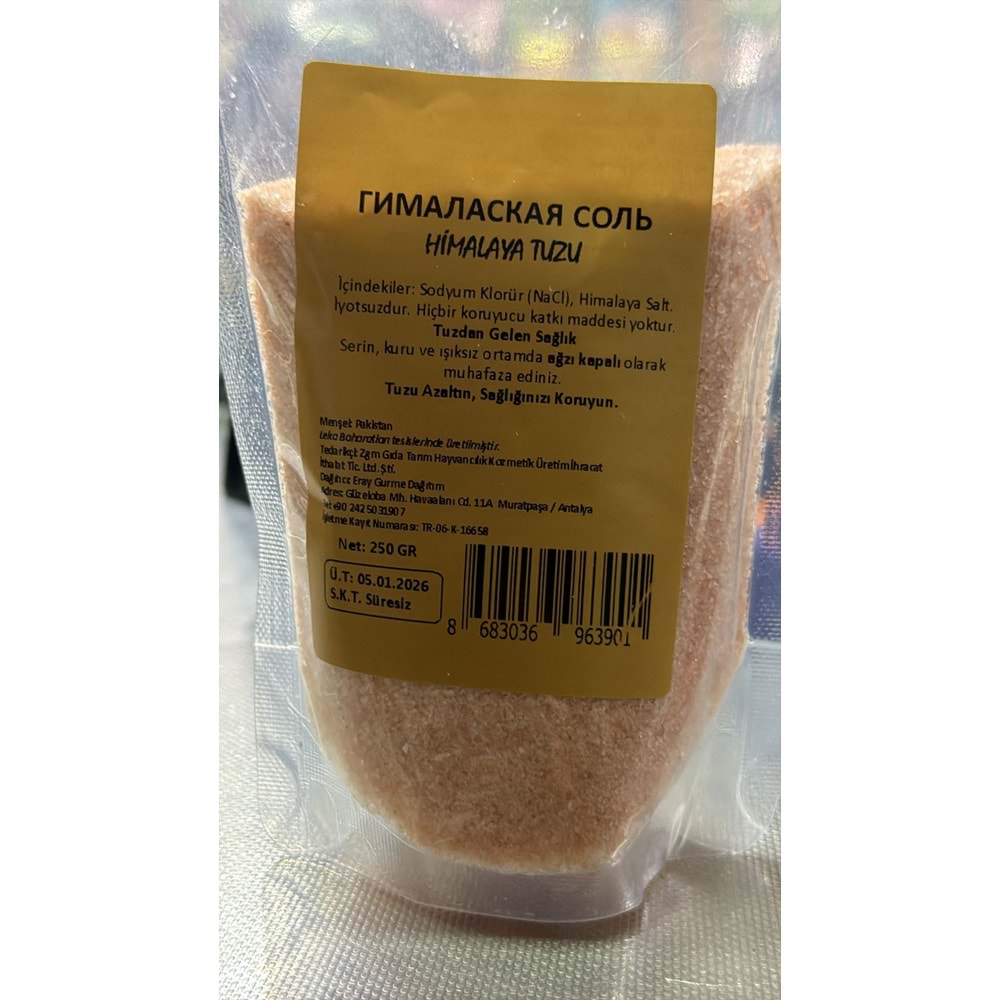 ГИМАЛАСКАЯ СОЛЬ
HİMALAYA TUZU
İçindekiler: Sodyum Klorür (NaCl), Himalaya Salt.
İyotsuzdur. Hiçbir koruyucu katkı maddesi yoktur.
Tuzdan Gelen Sağlık
Serin, kuru ve ışıksız ortamda ağzı kapalı olarak
muhafaza ediniz.
Tuzu Azaltın, Sağlığınızı Koruyun.
Menşei: Pakistan
Leka Baharatları tesislerinde üretilmiştir.
Tedarikçi: Zgm Gıda Tarım Hayvancılık Kozmetik Üretim İhracat
İthalat Tic. Ltd. Şti.
Dağıtıcı: Eray Gurme Dağıtım
Adres: Güzeloba Mh. Havaalanı Cd. 11A Muratpaşa / Antalya
Tel: +90 242 5031907
İşletme Kayıt Numarası: TR-06-K-16658
Net: 250 GR
Ü.T: 05.01.2026
S.K.T. Süresiz
8 683036 963901